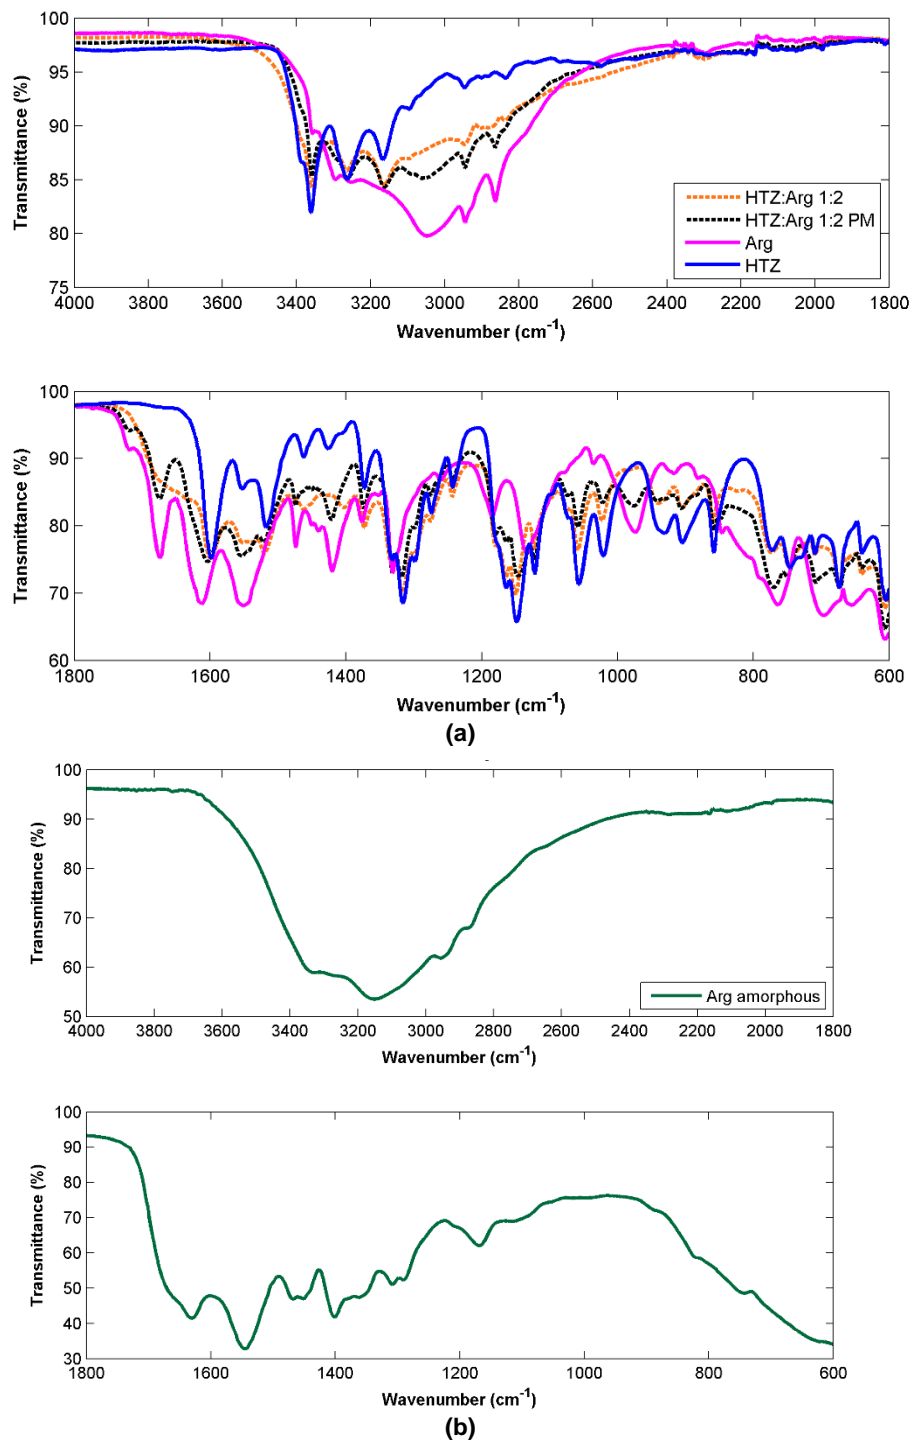 100
95
90
85
80
75
Transmittance (%)
HTZ:Arg 1:2
HTZ:Arg 1:2 PM
Arg
HTZ
4000 3800 3600 3400 3200 3000 2800 2600 2400 2200 2000 1800
Wavenumber (cm⁻¹)
100
90
80
70
60
Transmittance (%)
1800 1600 1400 1200 1000 800 600
Wavenumber (cm⁻¹)
(a)
100
90
80
70
60
50
Transmittance (%)
Arg amorphous
4000 3800 3600 3400 3200 3000 2800 2600 2400 2200 2000 1800
Wavenumber (cm⁻¹)
100
90
80
70
60
50
40
30
Transmittance (%)
1800 1600 1400 1200 1000 800 600
Wavenumber (cm⁻¹)
(b)